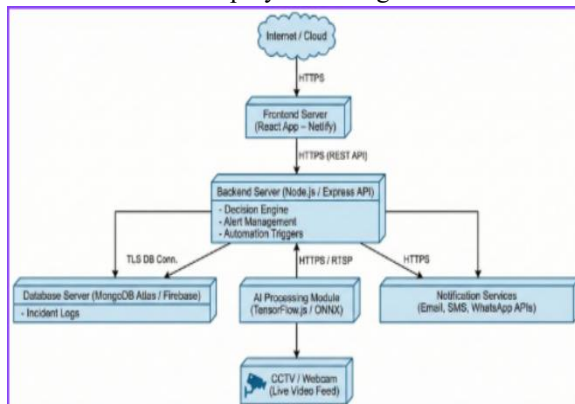 Internet / Cloud
HTTPS
Frontend Server
(React App – Netlify)
HTTPS (REST API)
Backend Server (Node.js / Express API)
- Decision Engine
- Alert Management
- Automation Triggers
TLS DB Conn.
HTTPS / RTSP
HTTPS
Database Server (MongoDB Atlas / Firebase)
- Incident Logs
AI Processing Module
(TensorFlow.js / ONNX)
Notification Services
(Email, SMS, WhatsApp APIs)
CCTV / Webcam
(Live Video Feed)